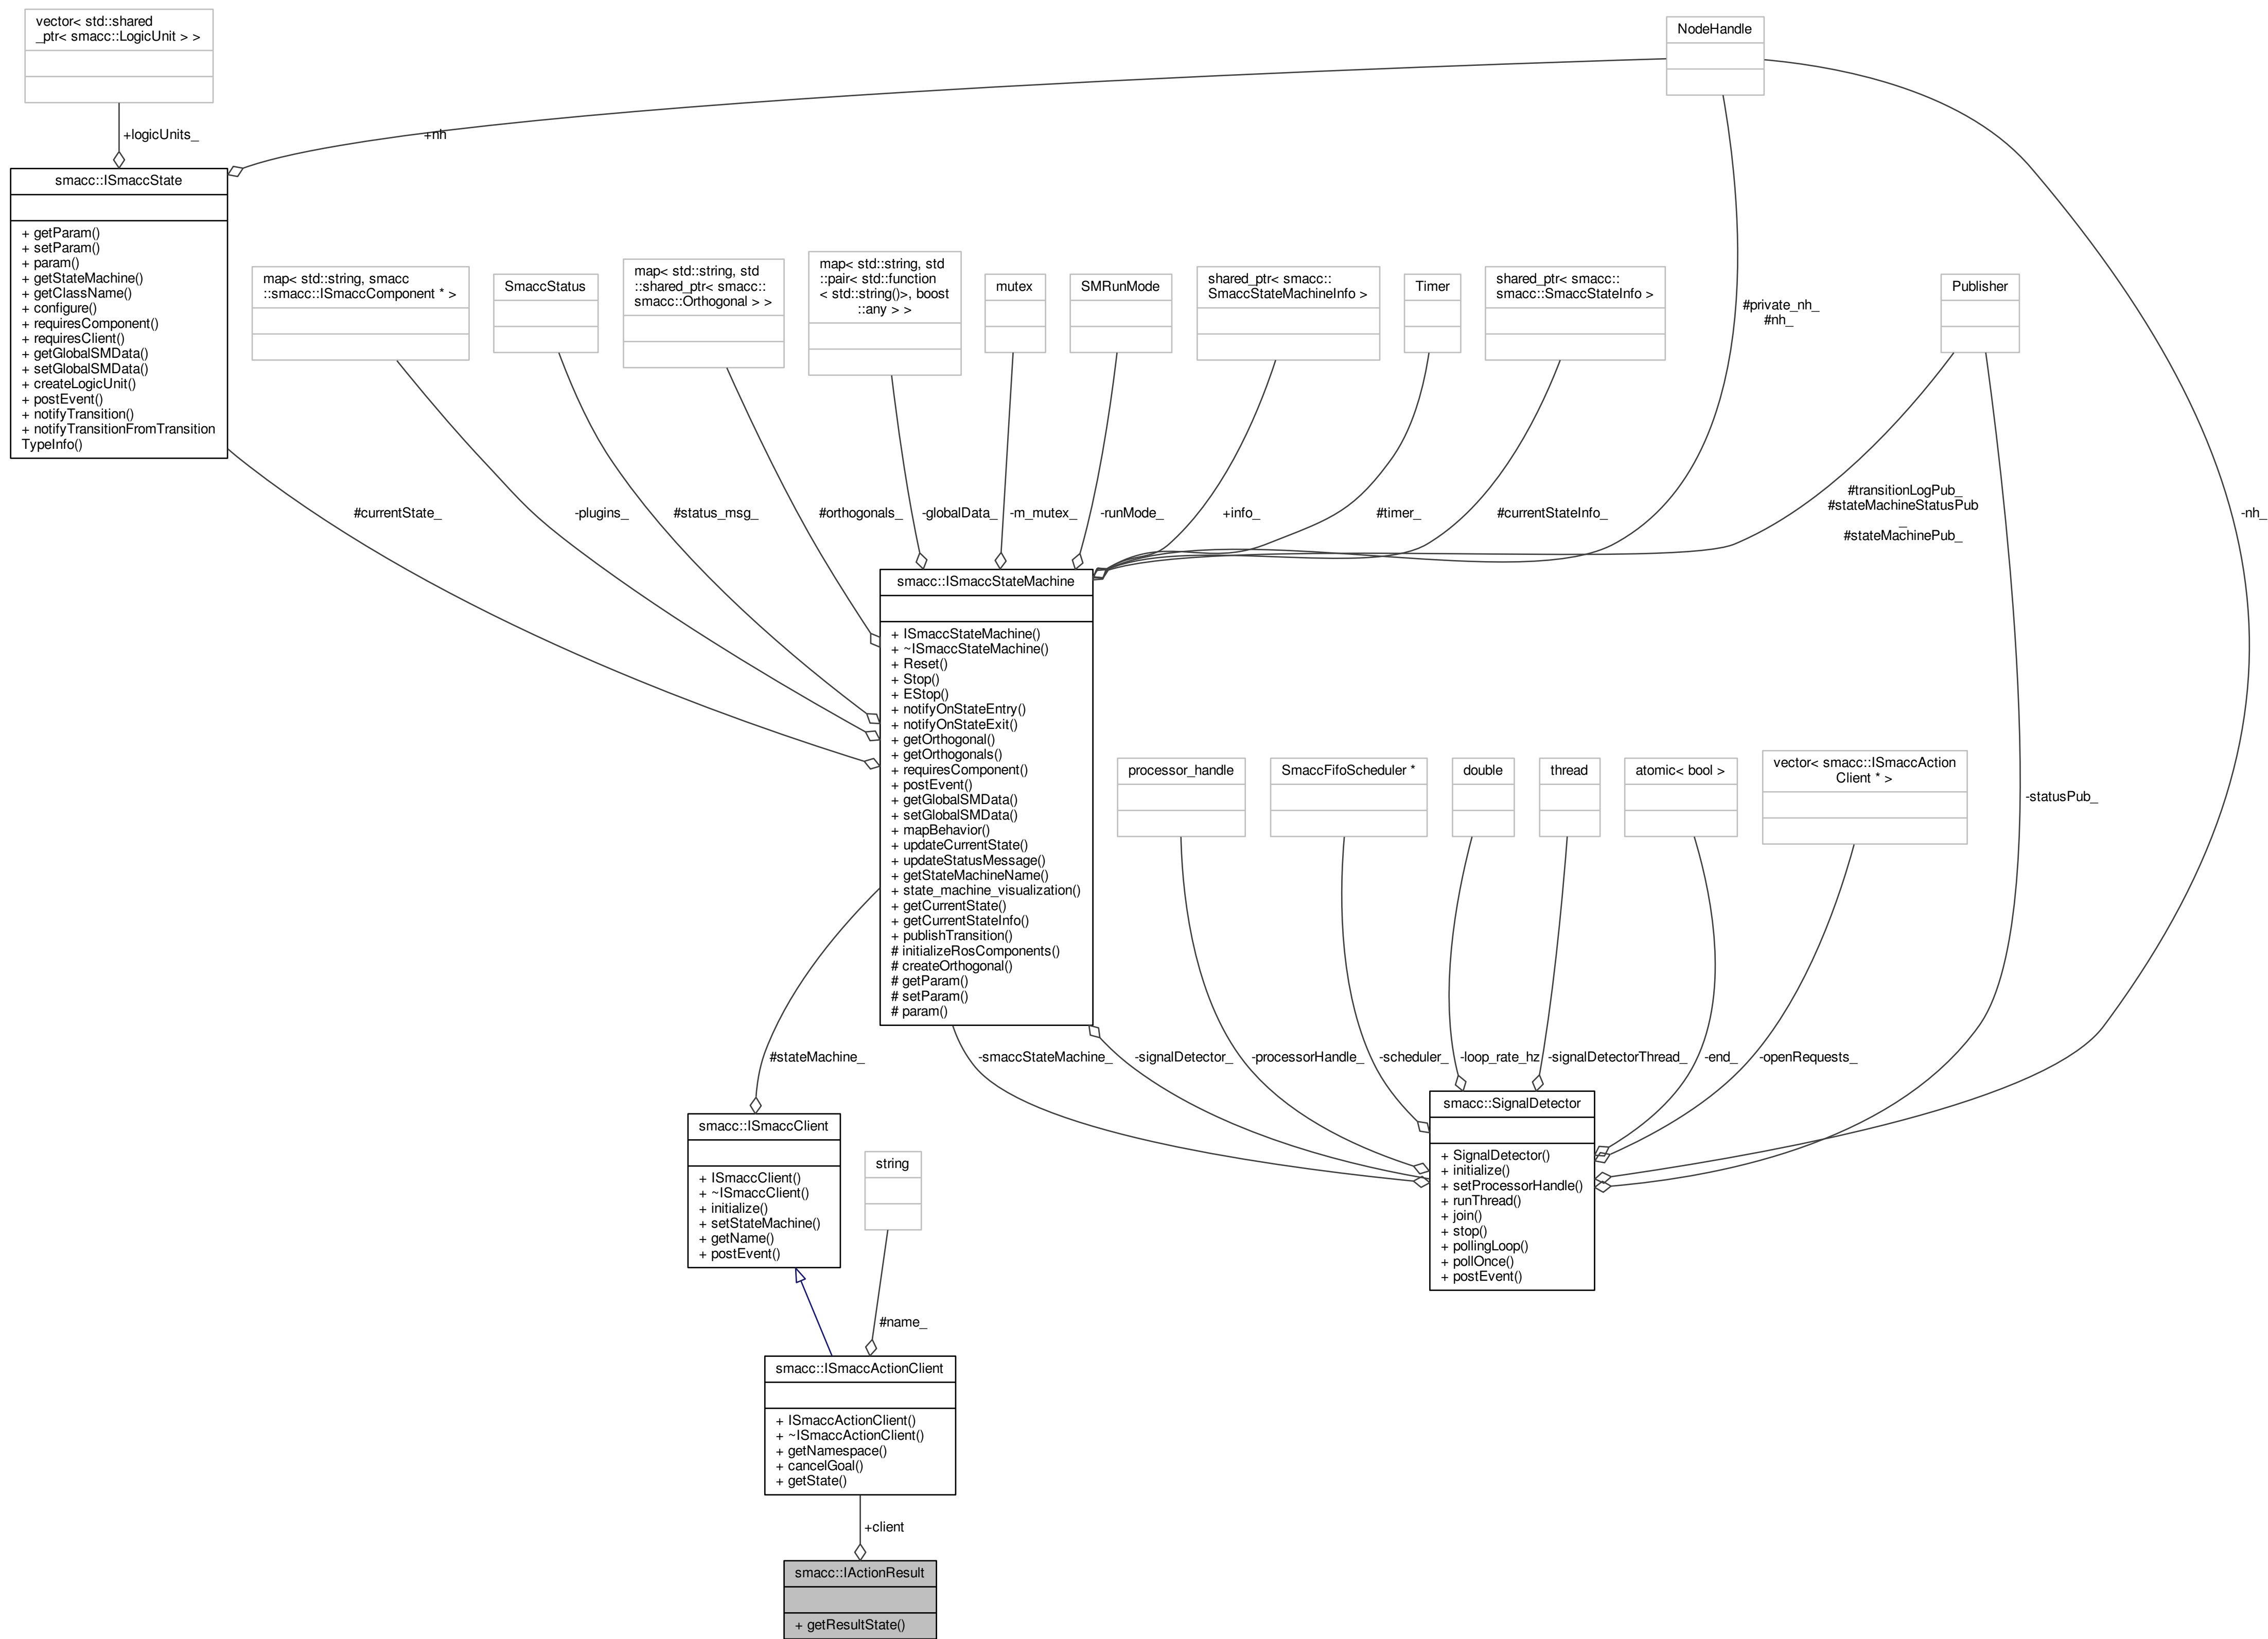 vector< std::shared
_ptr< smacc::LogicUnit > >
NodeHandle
+logicUnits_
+nh
smacc::ISmaccState
+ getParam()
+ setParam()
+ param()
+ getStateMachine()
+ getClassName()
+ configure()
+ requiresComponent()
+ requiresClient()
+ getGlobalSMData()
+ setGlobalSMData()
+ createLogicUnit()
+ postEvent()
+ notifyTransition()
+ notifyTransitionFromTransition
TypeInfo()
map< std::string, smacc
::smacc::ISmaccComponent * >
SmaccStatus
map< std::string, std
::shared_ptr< smacc::
smacc::Orthogonal > >
map< std::string, std
::pair< std::function
< std::string()>, boost
::any > >
mutex
SMRunMode
shared_ptr< smacc::
SmaccStateMachineInfo >
Timer
shared_ptr< smacc::
smacc::SmaccStateInfo >
#private_nh_
#nh_
Publisher
#currentState_
-plugins_
#status_msg_
#orthogonals_
-globalData_
-m_mutex_
-runMode_
+info_
#timer_
#currentStateInfo_
#transitionLogPub_
#stateMachineStatusPub
_
#stateMachinePub_
-nh_
smacc::ISmaccStateMachine
+ ISmaccStateMachine()
+ ~ISmaccStateMachine()
+ Reset()
+ Stop()
+ EStop()
+ notifyOnStateEntry()
+ notifyOnStateExit()
+ getOrthogonal()
+ getOrthogonals()
+ requiresComponent()
+ postEvent()
+ getGlobalSMData()
+ setGlobalSMData()
+ mapBehavior()
+ updateCurrentState()
+ updateStatusMessage()
+ getStateMachineName()
+ state_machine_visualization()
+ getCurrentState()
+ getCurrentStateInfo()
+ publishTransition()
# initializeRosComponents()
# createOrthogonal()
# getParam()
# setParam()
# param()
processor_handle
SmaccFifoScheduler *
double
thread
atomic< bool >
vector< smacc::ISmaccAction
Client * >
-statusPub_
#stateMachine_
-smaccStateMachine_
-signalDetector_
-processorHandle_
-scheduler_
-loop_rate_hz
-signalDetectorThread_
-end_
-openRequests_
smacc::SignalDetector
+ SignalDetector()
+ initialize()
+ setProcessorHandle()
+ runThread()
+ join()
+ stop()
+ pollingLoop()
+ pollOnce()
+ postEvent()
smacc::ISmaccClient
+ ISmaccClient()
+ ~ISmaccClient()
+ initialize()
+ setStateMachine()
+ getName()
+ postEvent()
string
#name_
smacc::ISmaccActionClient
+ ISmaccActionClient()
+ ~ISmaccActionClient()
+ getNamespace()
+ cancelGoal()
+ getState()
+client
smacc::IActionResult
+ getResultState()